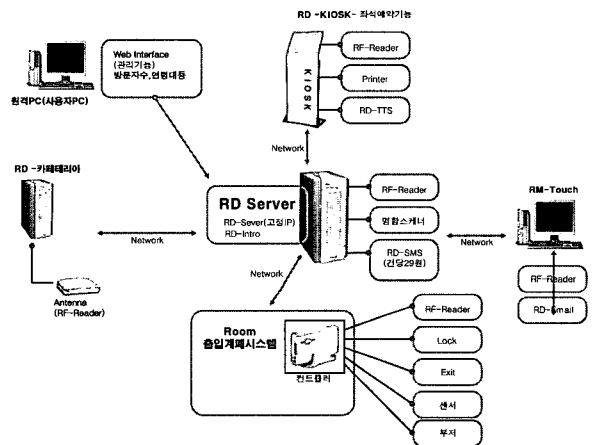 RD -KIOSK- 좌석예약기능
Web Interface
(관리기능)
방문자수,연령대등
원격PC(사용자PC)
KIOSK
RF-Reader
Printer
RD-TTS
Network
RD -카페테리아
Network
Antenna
(RF-Reader)
RD Server
RD-Sever(고정IP)
RD-Intro
RF-Reader
명함스케너
RD-SMS
(건당29원)
Network
RM-Touch
RF-Reader
RD-Email
Network
Room
출입계폐시스템
컨트롤러
RF-Reader
Lock
Exit
센서
부저